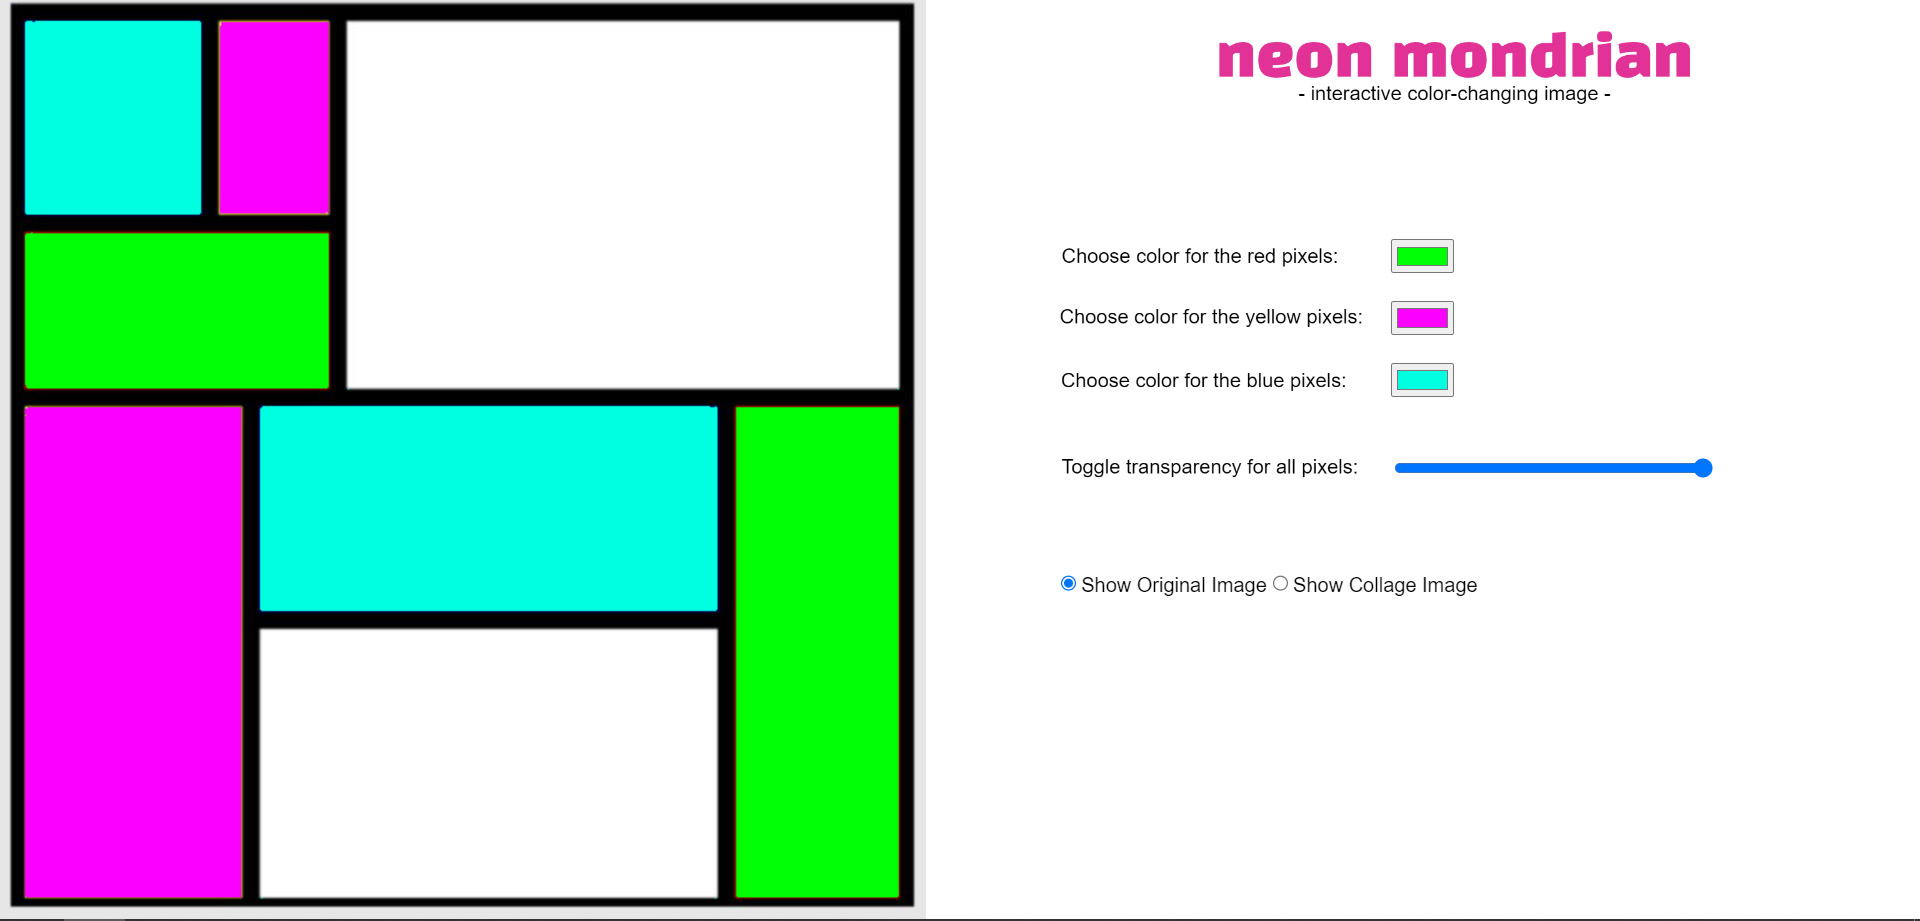 neon mondrian
- interactive color-changing image -
Choose color for the red pixels:
Choose color for the yellow pixels:
Choose color for the blue pixels:
Toggle transparency for all pixels:
Show Original Image Show Collage Image